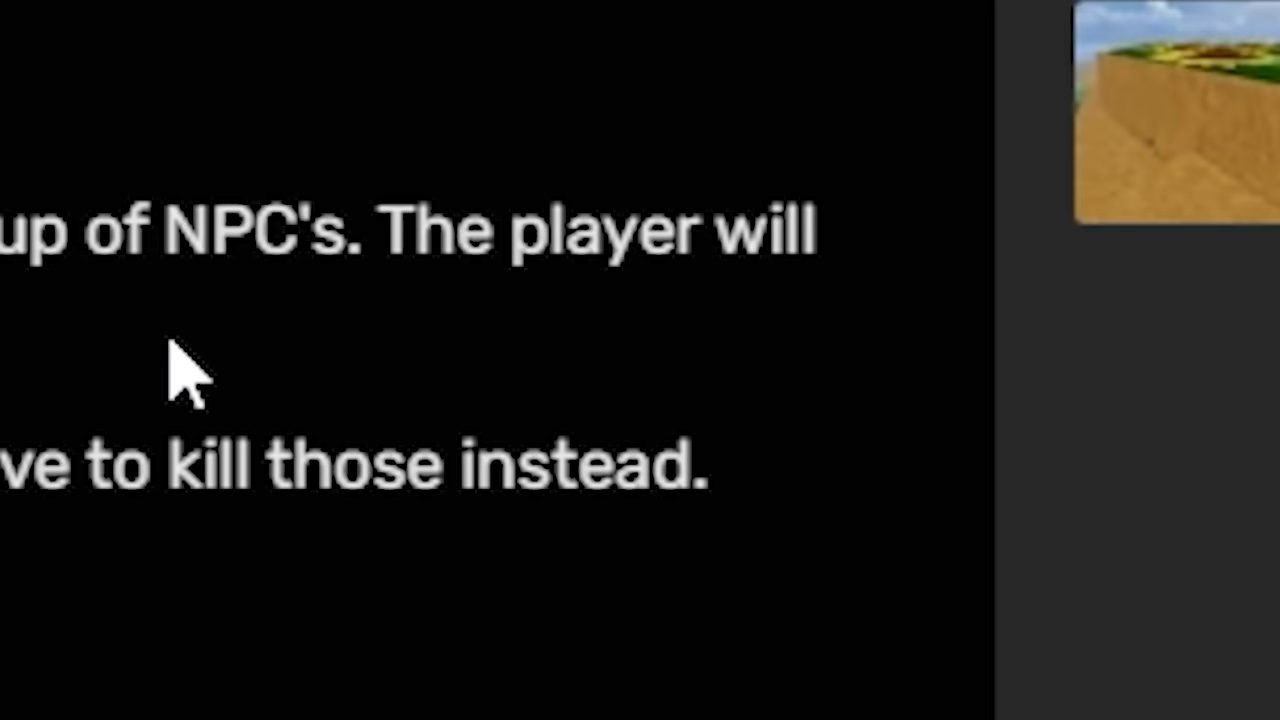 up of NPC's. The player will
ve to kill those instead.